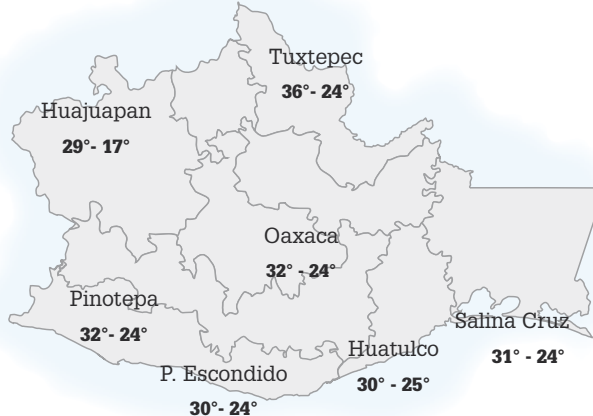 Tuxtepec
36°- 24°
Huajuapan
29°- 17°
Oaxaca
32° - 24°
Pinotepa
32°- 24°
Salina Cruz
31° - 24°
Huatulco
30° - 25°
P. Escondido
30°- 24°